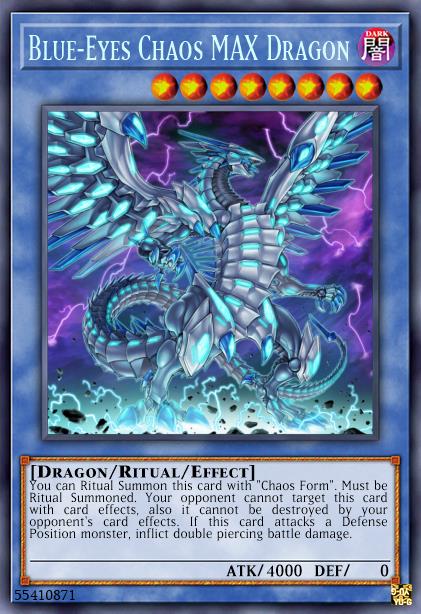 Blue-Eyes Chaos MAX Dragon
DARK
闇
[Dragon/Ritual/Effect]
You can Ritual Summon this card with "Chaos Form". Must be
Ritual Summoned. Your opponent cannot target this card
with card effects, also it cannot be destroyed by your
opponent's card effects. If this card attacks a Defense
Position monster, inflict double piercing battle damage.
ATK/4000 DEF/ 0
55410871